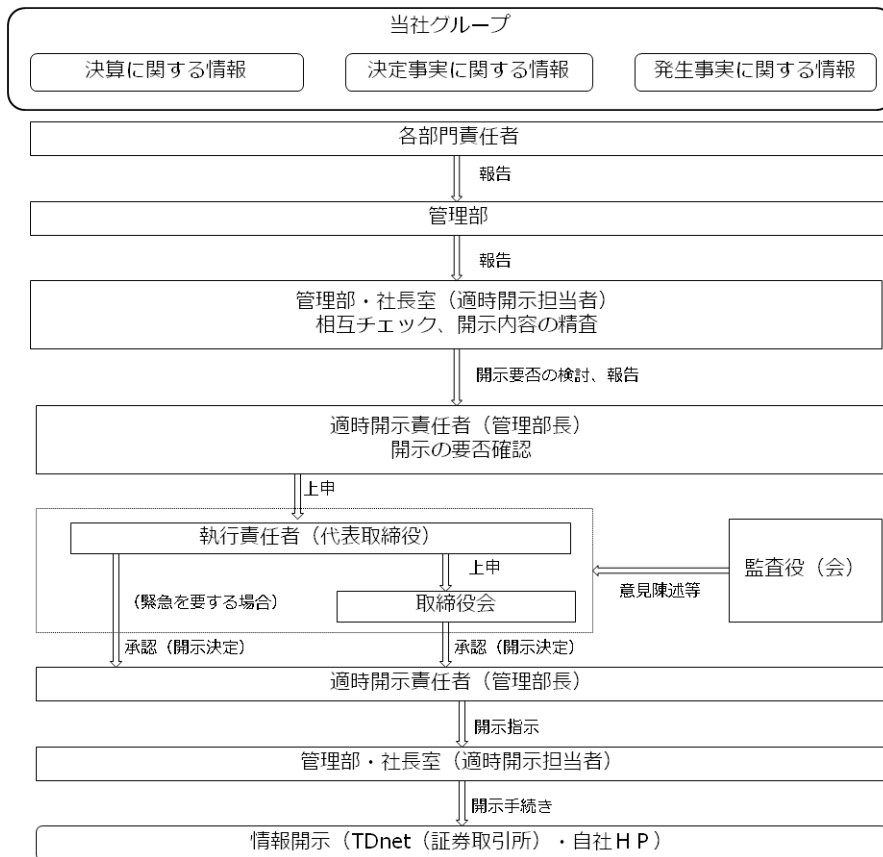 当社グループ
決算に関する情報
決定事実に関する情報
発生事実に関する情報
各部門責任者
報告
管理部
報告
管理部・社長室（適時開示担当者）
相互チェック、開示内容の精査
開示要否の検討、報告
適時開示責任者（管理部長）
開示の要否確認
上申
執行責任者（代表取締役）
上申
監査役（会）
意見陳述等
（緊急を要する場合）
取締役会
承認（開示決定）
承認（開示決定）
適時開示責任者（管理部長）
開示指示
管理部・社長室（適時開示担当者）
開示手続き
情報開示（TDnet（証券取引所）・自社ＨＰ）